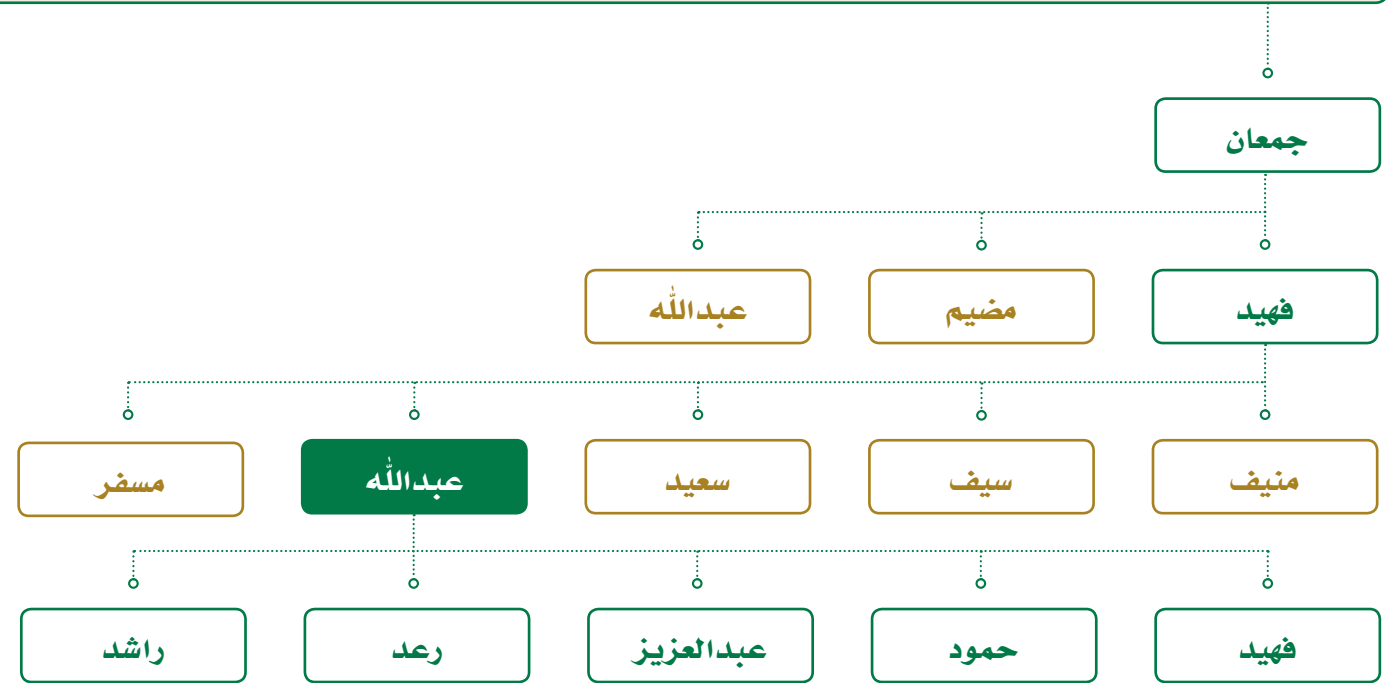 جمعان
فهيد
مضيم
عبدالله
منيف
سيف
سعيد
عبدالله
مسفر
فهيد
حمود
عبدالعزيز
رعد
راشد